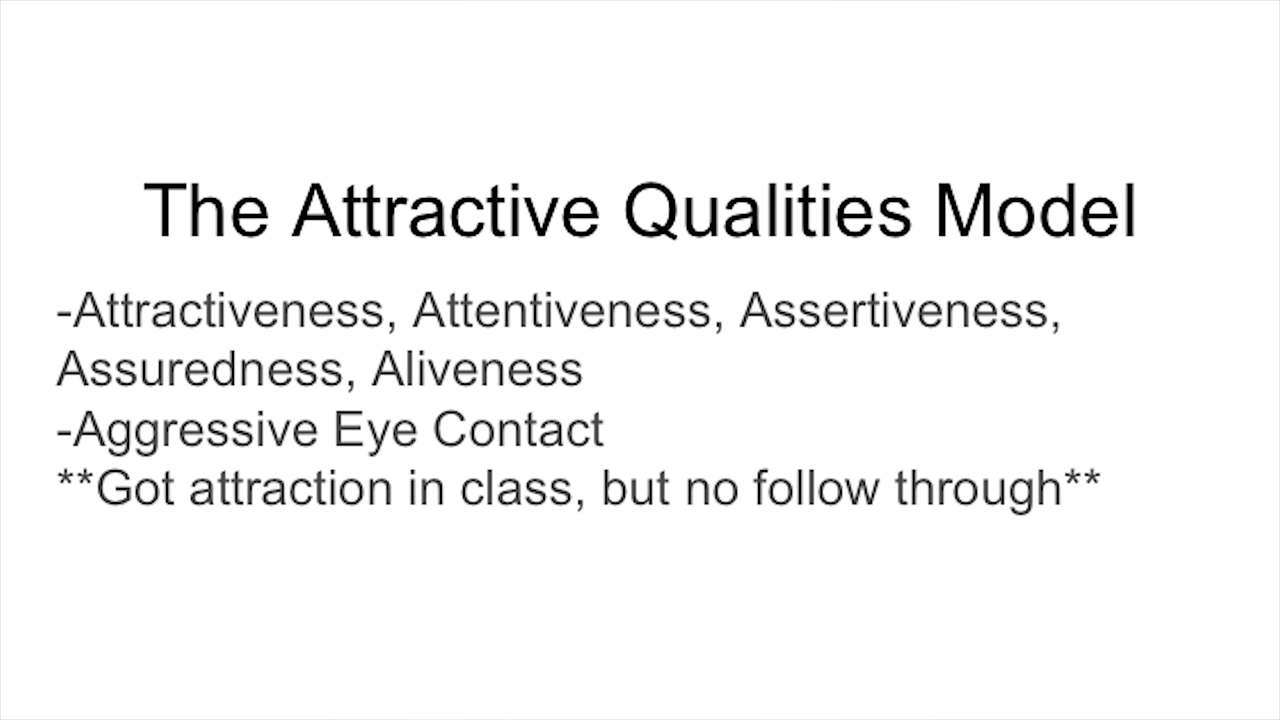 The Attractive Qualities Model
-Attractiveness, Attentiveness, Assertiveness,
Assuredness, Aliveness
-Aggressive Eye Contact
**Got attraction in class, but no follow through**